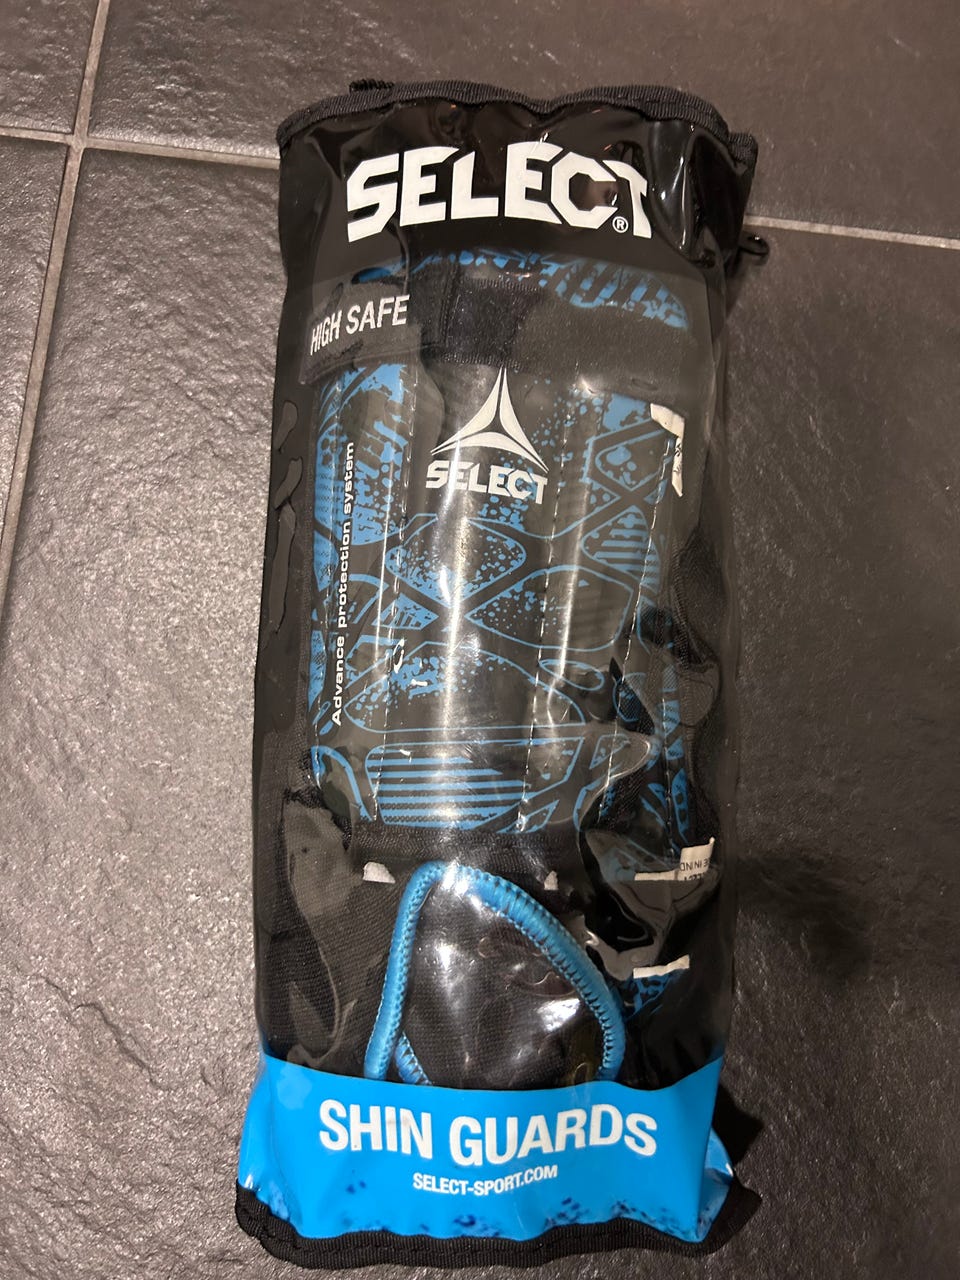 SELECT®
HIGH SAFE
SELECT
Advance protection system
SHIN GUARDS
SELECT-SPORT.COM